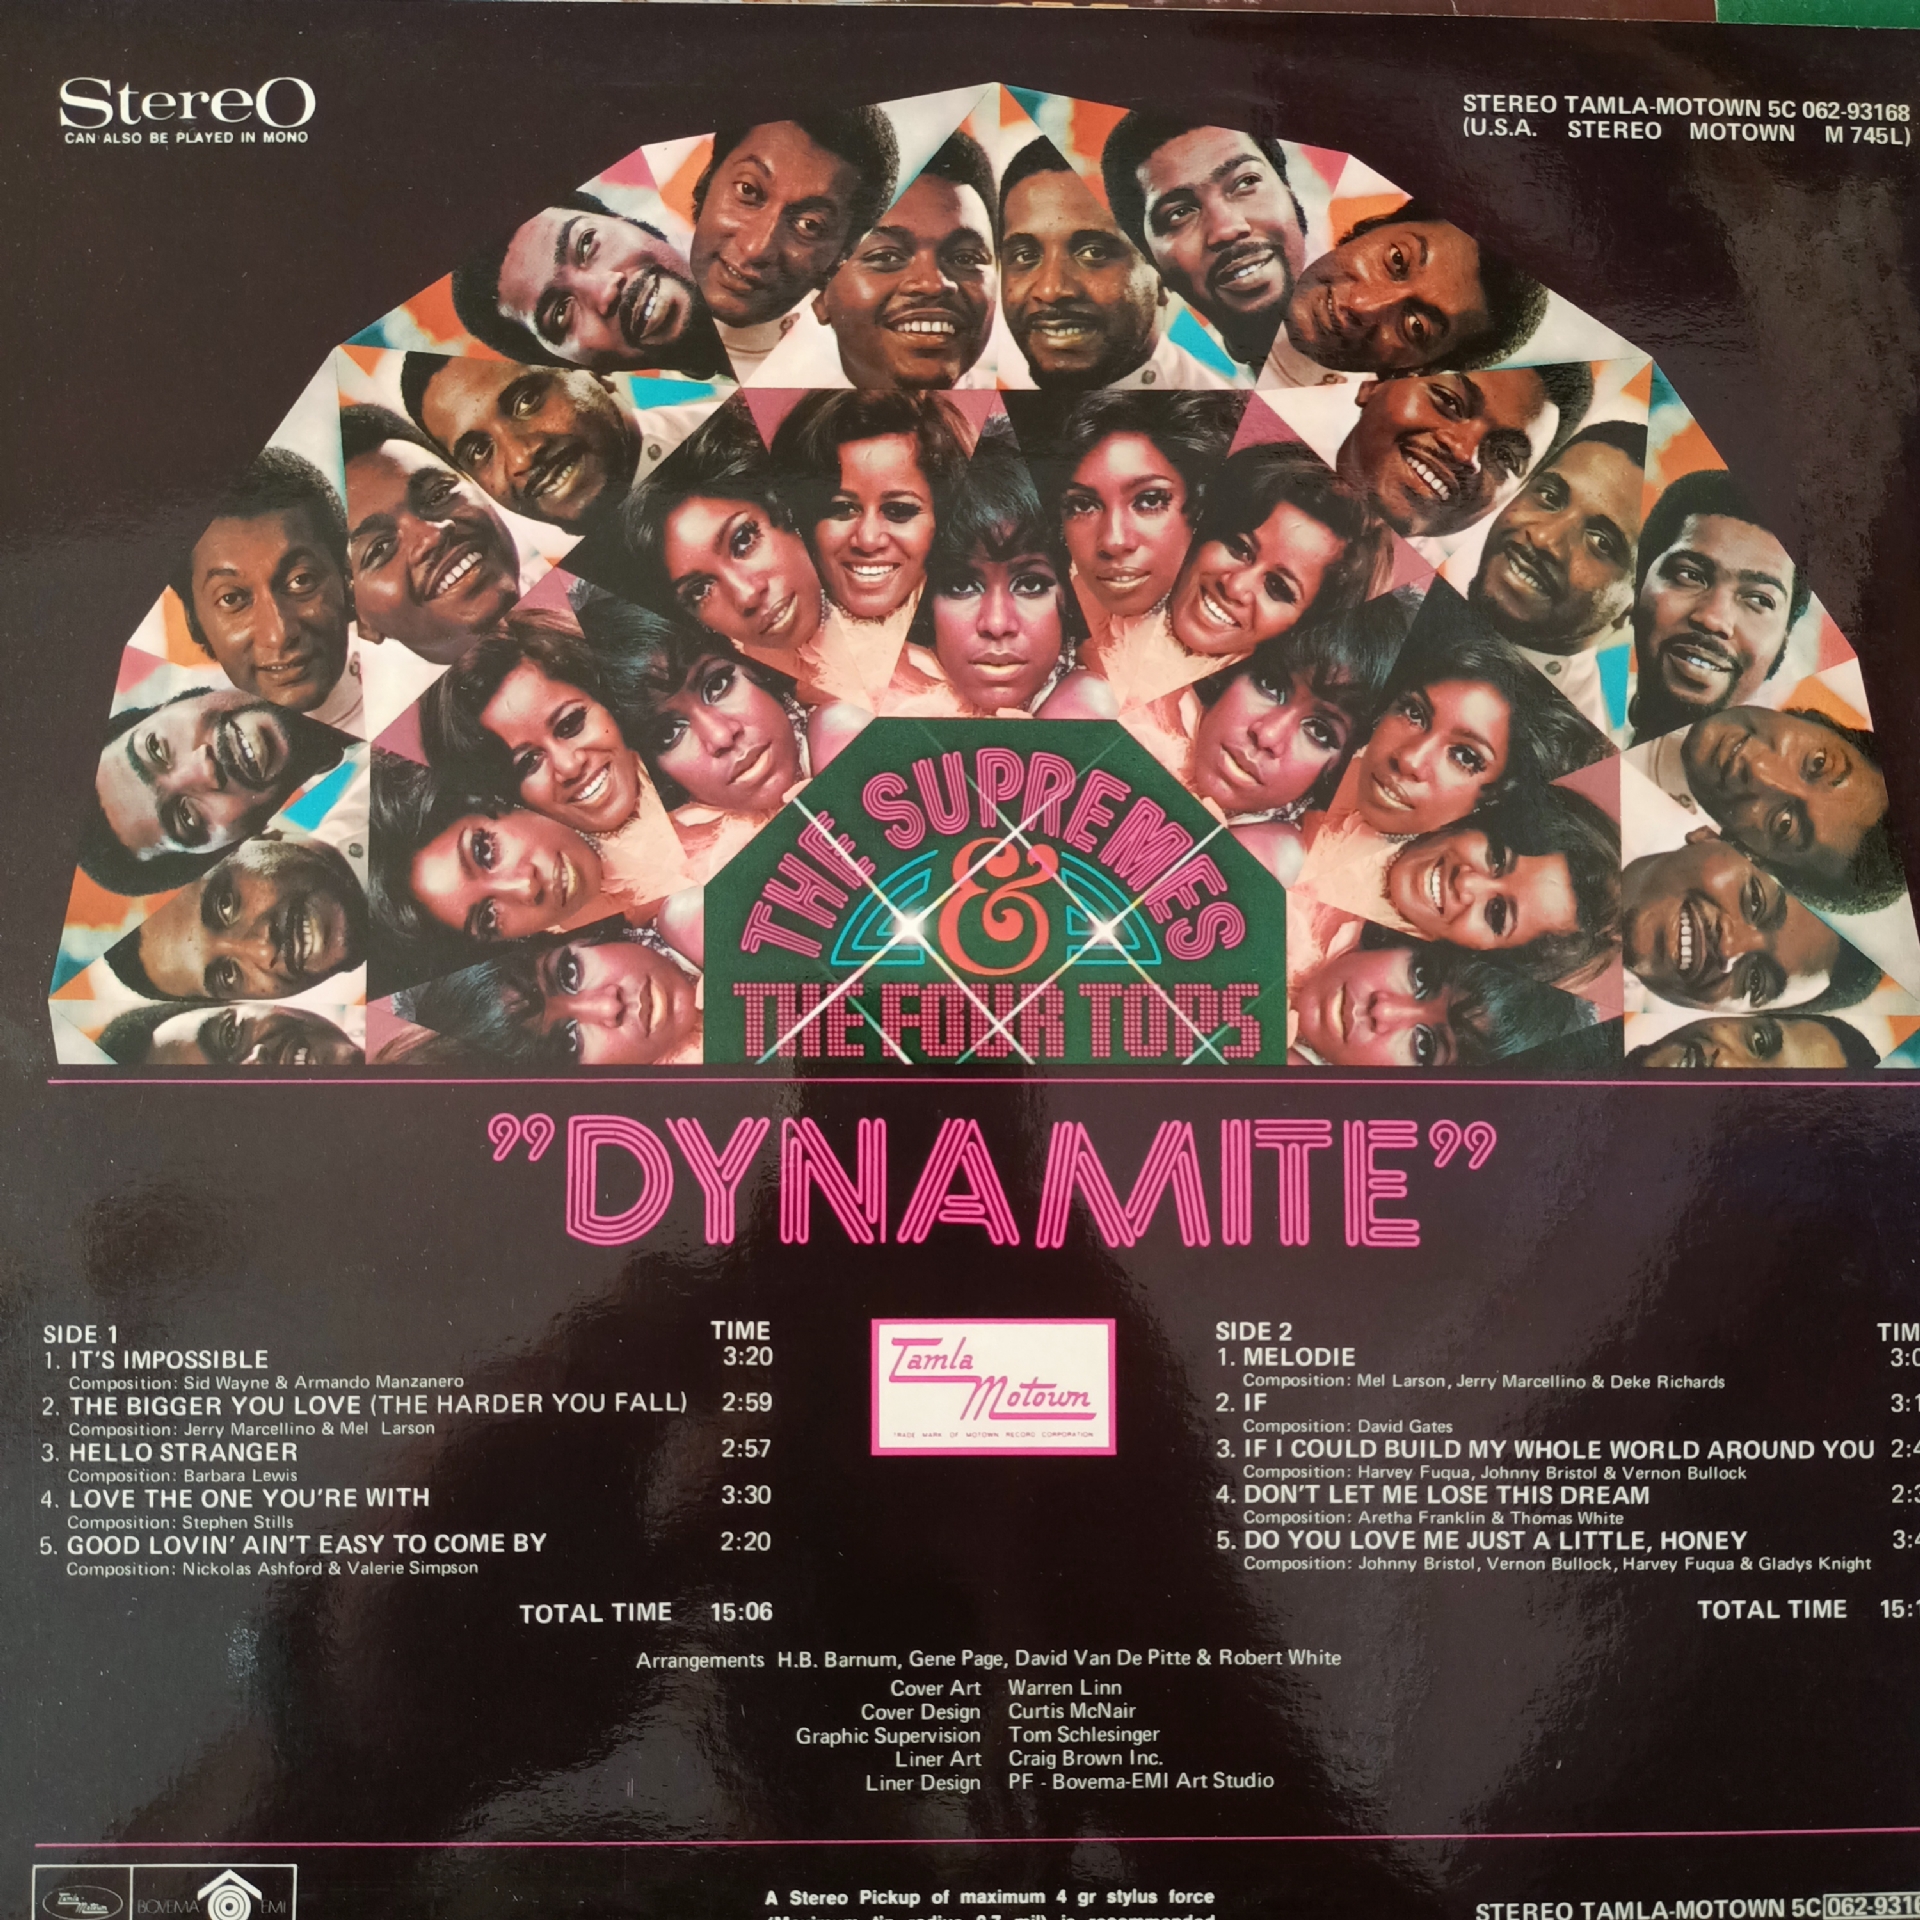 StereO
CAN ALSO BE PLAYED IN MONO
STEREO TAMLA-MOTOWN 5C 062-93168
(U.S.A. STEREO MOTOWN M 745L)
THE SUPREMES
&
THE FOUR TOPS
”DYNAMITE”
SIDE 1 TIME
1. IT'S IMPOSSIBLE 3:20
Composition: Sid Wayne & Armando Manzanero
2. THE BIGGER YOU LOVE (THE HARDER YOU FALL) 2:59
Composition: Jerry Marcellino & Mel Larson
3. HELLO STRANGER 2:57
Composition: Barbara Lewis
4. LOVE THE ONE YOU'RE WITH 3:30
Composition: Stephen Stills
5. GOOD LOVIN' AIN'T EASY TO COME BY 2:20
Composition: Nickolas Ashford & Valerie Simpson
TOTAL TIME 15:06
Tamla
Motown
TRADE MARK OF MOTOWN RECORD CORPORATION
SIDE 2
1. MELODIE
Composition: Mel Larson, Jerry Marcellino & Deke Richards
2. IF
Composition: David Gates
3. IF I COULD BUILD MY WHOLE WORLD AROUND YOU
Composition: Harvey Fuqua, Johnny Bristol & Vernon Bullock
4. DON'T LET ME LOSE THIS DREAM
Composition: Aretha Franklin & Thomas White
5. DO YOU LOVE ME JUST A LITTLE, HONEY
Composition: Johnny Bristol, Vernon Bullock, Harvey Fuqua & Gladys Knight
TOTAL TIME
Arrangements H.B. Barnum, Gene Page, David Van De Pitte & Robert White
Cover Art Warren Linn
Cover Design Curtis McNair
Graphic Supervision Tom Schlesinger
Liner Art Craig Brown Inc.
Liner Design PF - Bovema-EMI Art Studio
Tamla Motown
BOVEMA EMI
A Stereo Pickup of maximum 4 gr stylus force
STEREO TAMLA-MOTOWN 5C 062-9316